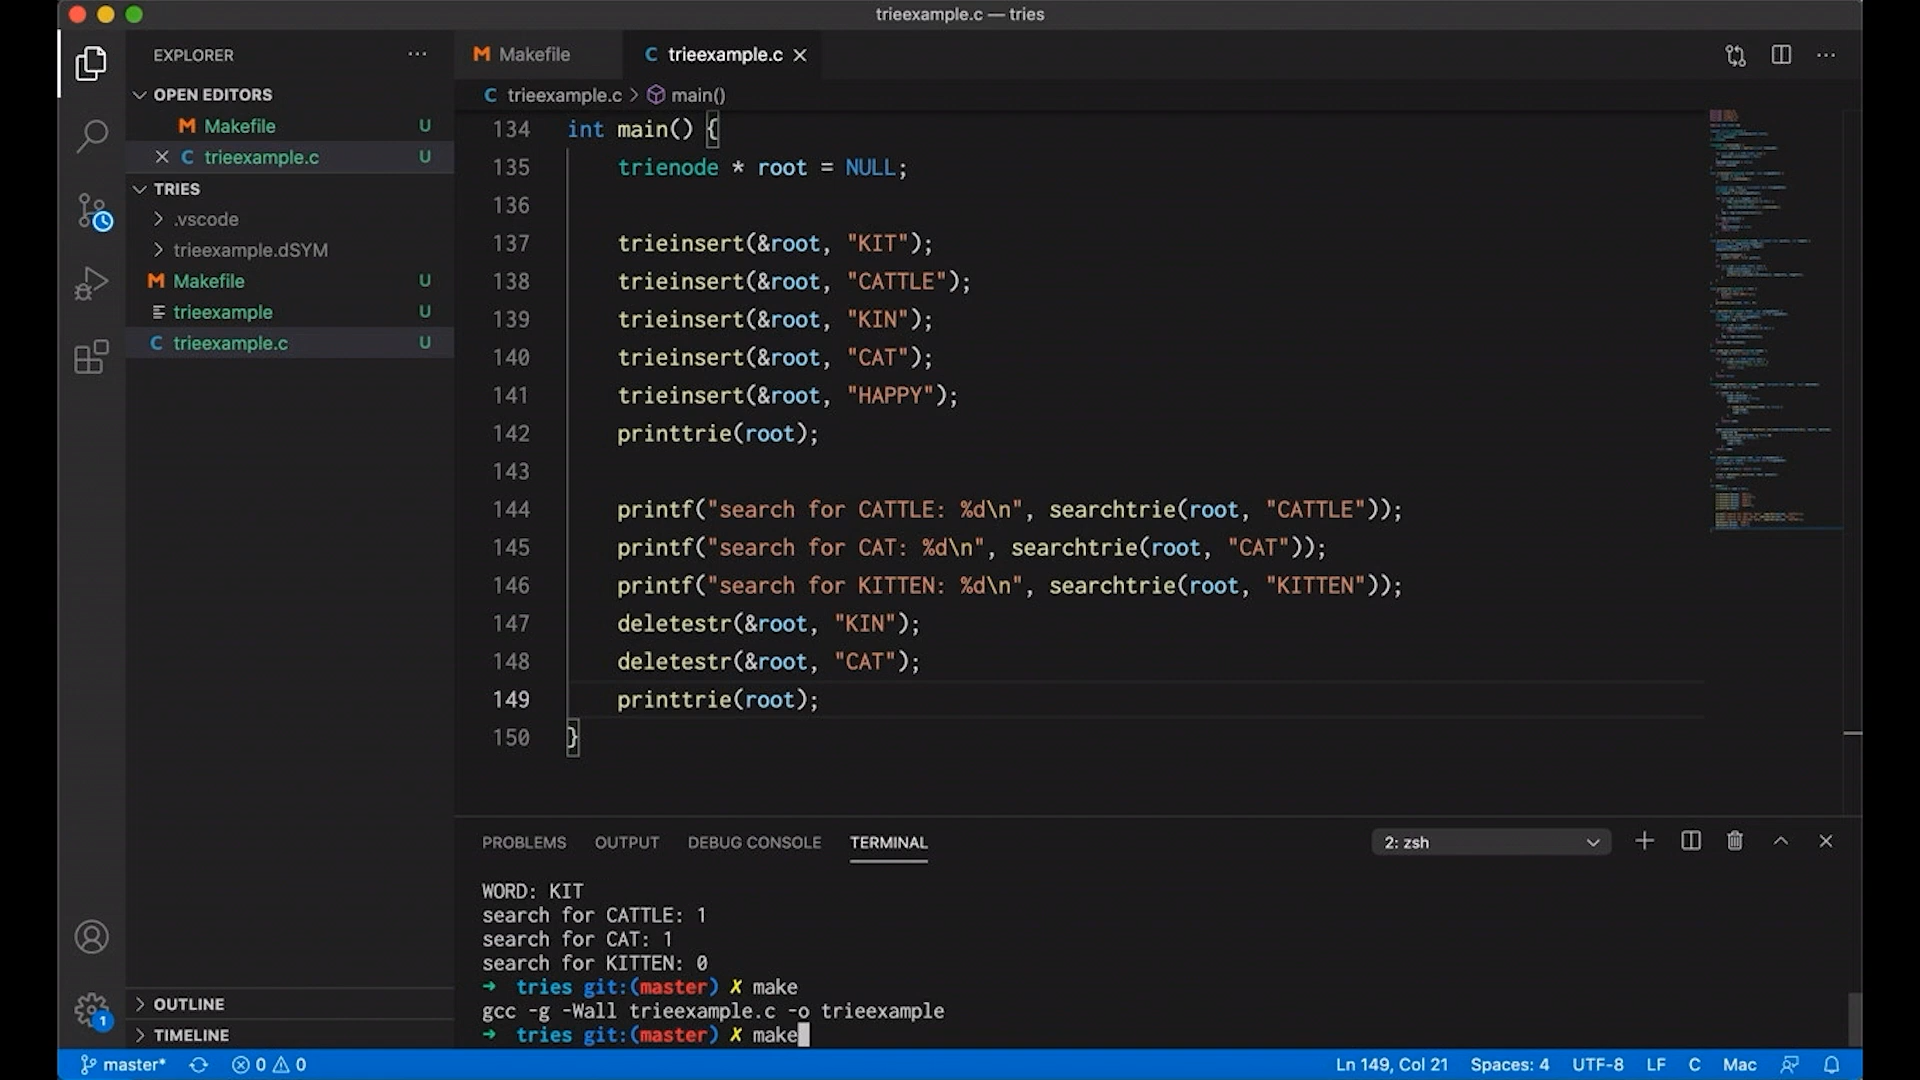 trieexample.c — tries
EXPLORER
OPEN EDITORS
Makefile U
trieexample.c U
TRIES
.vscode
trieexample.dSYM
Makefile U
trieexample U
trieexample.c U
OUTLINE
TIMELINE
Makefile
trieexample.c
trieexample.c > main()
134 int main() {
135 trienode * root = NULL;
136
137 trieinsert(&root, "KIT");
138 trieinsert(&root, "CATTLE");
139 trieinsert(&root, "KIN");
140 trieinsert(&root, "CAT");
141 trieinsert(&root, "HAPPY");
142 printtrie(root);
143
144 printf("search for CATTLE: %d\n", searchtrie(root, "CATTLE"));
145 printf("search for CAT: %d\n", searchtrie(root, "CAT"));
146 printf("search for KITTEN: %d\n", searchtrie(root, "KITTEN"));
147 deletestr(&root, "KIN");
148 deletestr(&root, "CAT");
149 printtrie(root);
150 }
PROBLEMS OUTPUT DEBUG CONSOLE TERMINAL 2: zsh
WORD: KIT
search for CATTLE: 1
search for CAT: 1
search for KITTEN: 0
➜ tries git:(master) ✗ make
gcc -g -Wall trieexample.c -o trieexample
➜ tries git:(master) ✗ make
1
master* 0 0 Ln 149, Col 21 Spaces: 4 UTF-8 LF C Mac